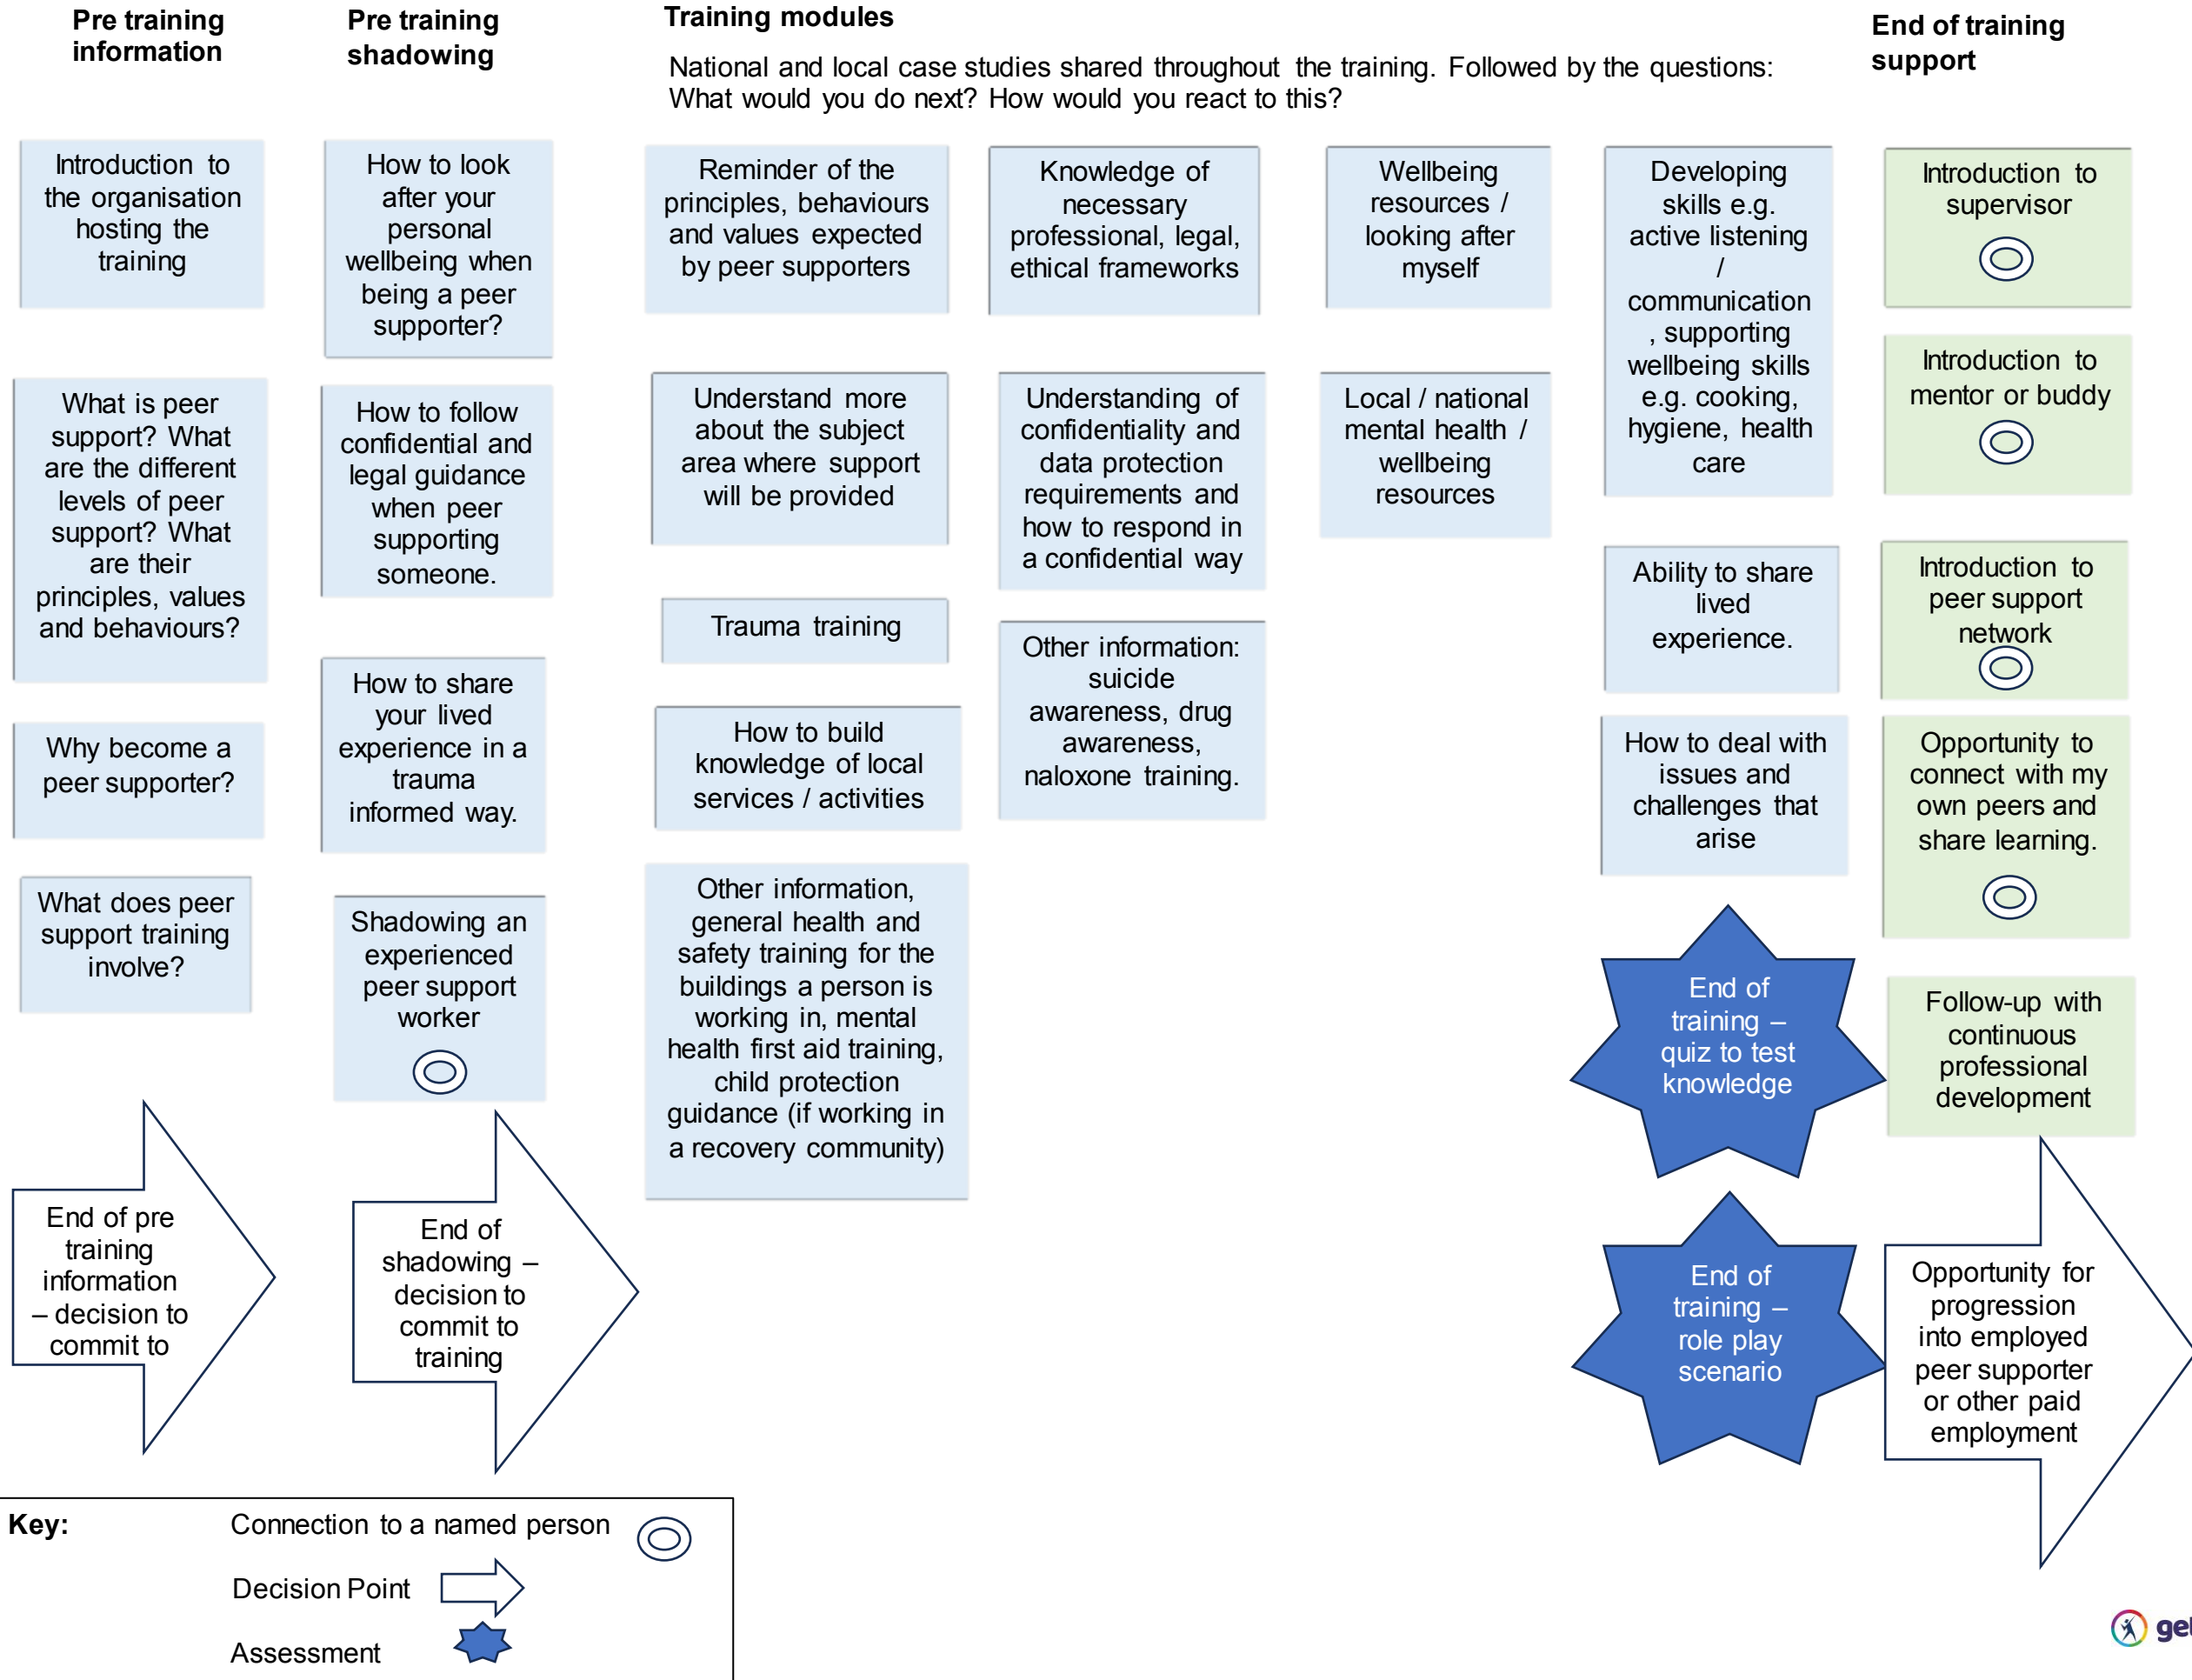 Pre training
information
Introduction to
the organisation
hosting the
training
What is peer
support? What
are the different
levels of peer
support? What
are their
principles, values
and behaviours?
Why become a
peer supporter?
What does peer
support training
involve?
End of pre
training
information
– decision to
commit to
Pre training
shadowing
How to look
after your
personal
wellbeing when
being a peer
supporter?
How to follow
confidential and
legal guidance
when peer
supporting
someone.
How to share
your lived
experience in a
trauma
informed way.
Shadowing an
experienced
peer support
worker
End of
shadowing –
decision to
commit to
training
Training modules
National and local case studies shared throughout the training. Followed by the questions:
What would you do next? How would you react to this?
Reminder of the
principles, behaviours
and values expected
by peer supporters
Understand more
about the subject
area where support
will be provided
Trauma training
How to build
knowledge of local
services / activities
Other information,
general health and
safety training for the
buildings a person is
working in, mental
health first aid training,
child protection
guidance (if working in
a recovery community)
Knowledge of
necessary
professional, legal,
ethical frameworks
Understanding of
confidentiality and
data protection
requirements and
how to respond in
a confidential way
Other information:
suicide
awareness, drug
awareness,
naloxone training.
Wellbeing
resources /
looking after
myself
Local / national
mental health /
wellbeing
resources
Developing
skills e.g.
active listening
/
communication
, supporting
wellbeing skills
e.g. cooking,
hygiene, health
care
Ability to share
lived
experience.
How to deal with
issues and
challenges that
arise
End of
training –
quiz to test
knowledge
End of
training –
role play
scenario
End of training
support
Introduction to
supervisor
Introduction to
mentor or buddy
Introduction to
peer support
network
Opportunity to
connect with my
own peers and
share learning.
Follow-up with
continuous
professional
development
Opportunity for
progression
into employed
peer supporter
or other paid
employment
Key:
Connection to a named person
Decision Point
Assessment